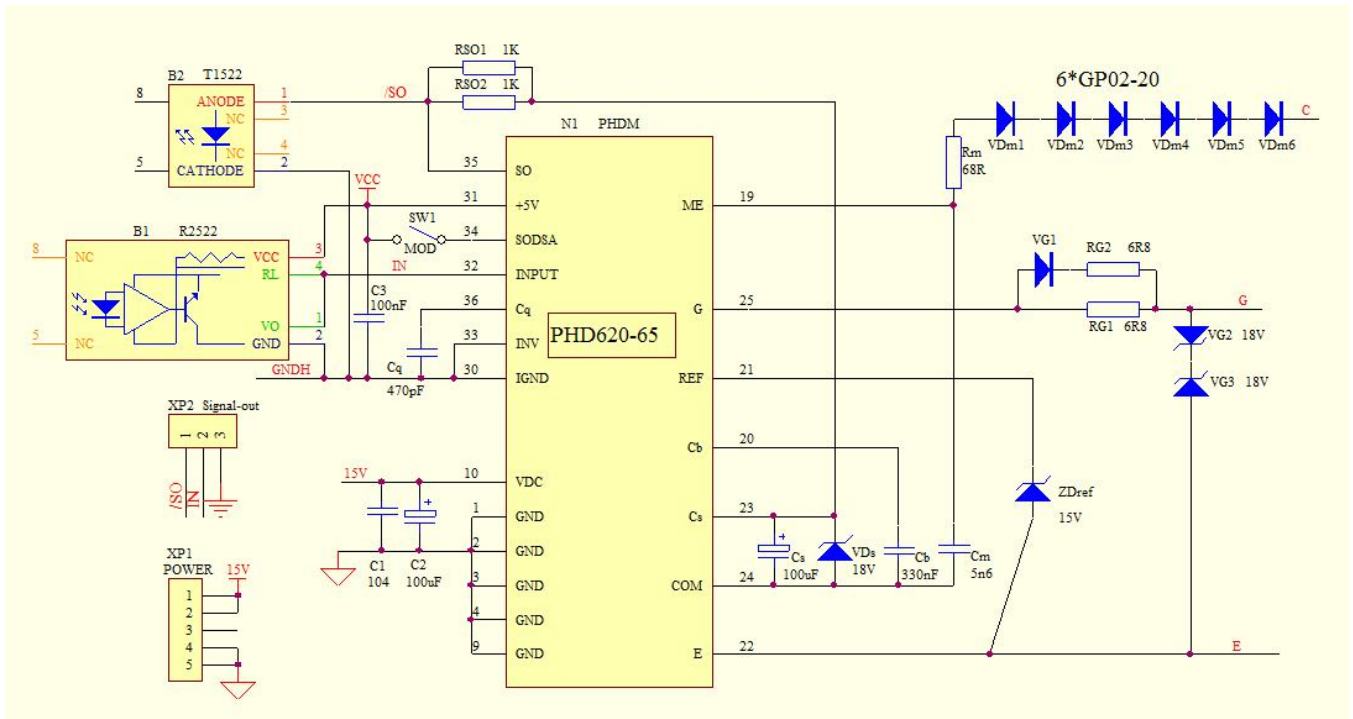 RSO1 1K
B2 T1522
8
ANODE
1
/SO
RSO2 1K
NC
3
NC
4
5
CATHODE
2
6*GP02-20
C
VDm1
VDm2
VDm3
VDm4
VDm5
VDm6
Rm
68R
N1 PHDM
35
SO
VCC
31
+5V
ME
19
SW1
MOD
34
SODSA
B1 R2522
8
NC
VCC
3
RL
4
IN
32
INPUT
VO
1
GND
2
5
NC
C3
100nF
36
Cq
33
INV
GNDH
30
IGND
Cq
470pF
PHD620-65
G
25
VG1
RG2 6R8
RG1 6R8
G
VG2 18V
VG3 18V
REF
21
XP2 Signal-out
1
2
3
/SO
IN
Cb
20
15V
10
VDC
1
GND
2
GND
3
GND
4
GND
9
GND
C1
104
C2
100uF
+
ZDref
15V
Cs
23
+
Cs
100uF
VDs
18V
Cb
330nF
Cm
5n6
COM
24
XP1
POWER
15V
1
2
3
4
5
E
22
E